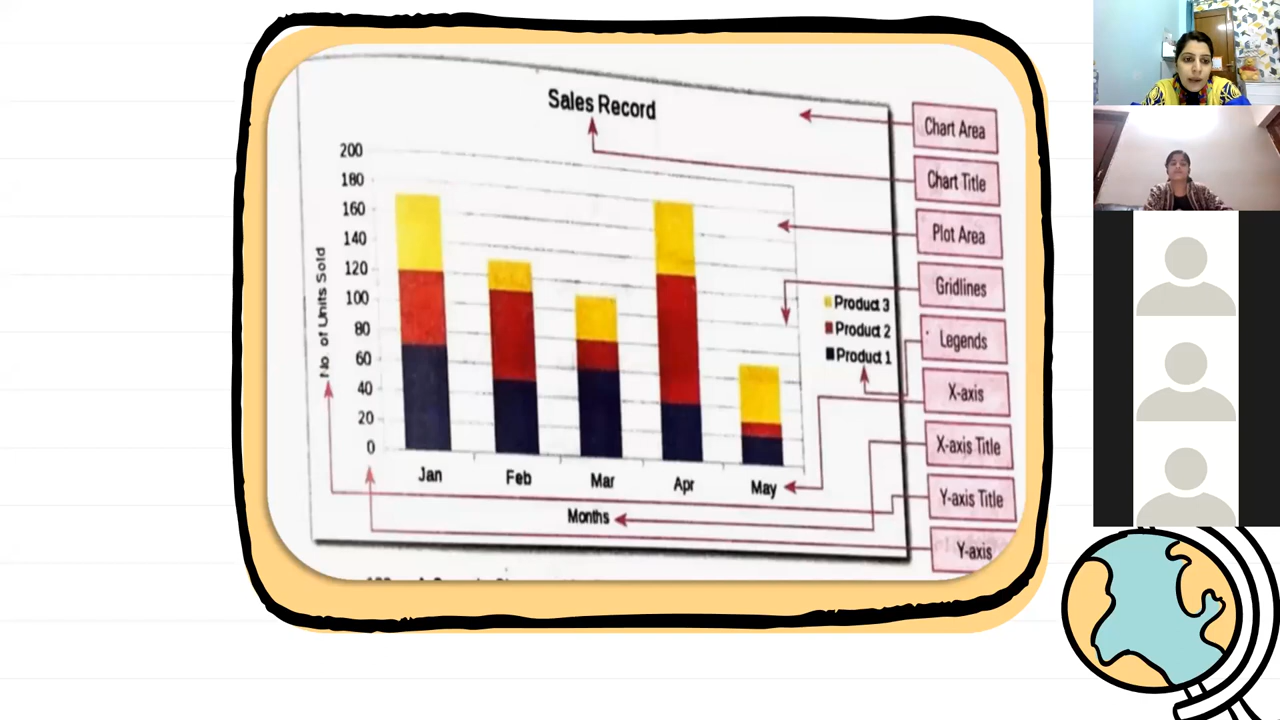 Sales Record
No. of Units Sold
200
180
160
140
120
100
80
60
40
20
0
Jan Feb Mar Apr May
Months
Product 3
Product 2
Product 1
Chart Area
Chart Title
Plot Area
Gridlines
Legends
X-axis
X-axis Title
Y-axis Title
Y-axis